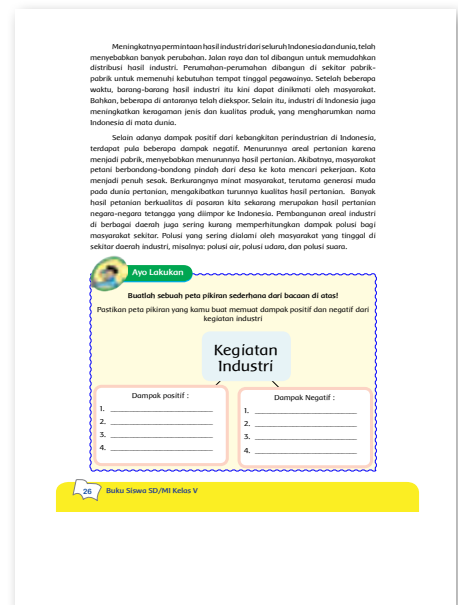 Meningkatnya permintaan hasil industri dari seluruh Indonesia dan dunia, telah
menyebabkan banyak perubahan. Jalan raya dan tol dibangun untuk memudahkan
distribusi hasil industri. Perumahan-perumahan dibangun di sekitar pabrik-
pabrik untuk memenuhi kebutuhan tempat tinggal pegawainya. Setelah beberapa
waktu, barang-barang hasil industri itu kini dapat dinikmati oleh masyarakat.
Bahkan, beberapa di antaranya telah diekspor. Selain itu, industri di Indonesia juga
meningkatkan keragaman jenis dan kualitas produk, yang mengharumkan nama
Indonesia di mata dunia.
Selain adanya dampak positif dari kebangkitan perindustrian di Indonesia,
terdapat pula beberapa dampak negatif. Menurunnya areal pertanian karena
menjadi pabrik, menyebabkan menurunnya hasil pertanian. Akibatnya, masyarakat
petani berbondong-bondong pindah dari desa ke kota mencari pekerjaan. Kota
menjadi penuh sesak. Berkurangnya minat masyarakat, terutama generasi muda
pada dunia pertanian, mengakibatkan turunnya kualitas hasil pertanian. Banyak
hasil petanian berkualitas di pasaran kita sekarang merupakan hasil pertanian
negara-negara tetangga yang diimpor ke Indonesia. Pembangunan areal industri
di berbagai daerah juga sering kurang memperhitungkan dampak polusi bagi
masyarakat sekitar. Polusi yang sering dialami oleh masyarakat yang tinggal di
sekitar daerah industri, misalnya: polusi air, polusi udara, dan polusi suara.
Ayo Lakukan
Buatlah sebuah peta pikiran sederhana dari bacaan di atas!
Pastikan peta pikiran yang kamu buat memuat dampak positif dan negatif dari
kegiatan industri
Kegiatan
Industri
Dampak positif :
1. ____________________
2. ____________________
3. ____________________
4. ____________________
Dampak Negatif :
1. ____________________
2. ____________________
3. ____________________
4. ____________________
26 Buku Siswa SD/MI Kelas V